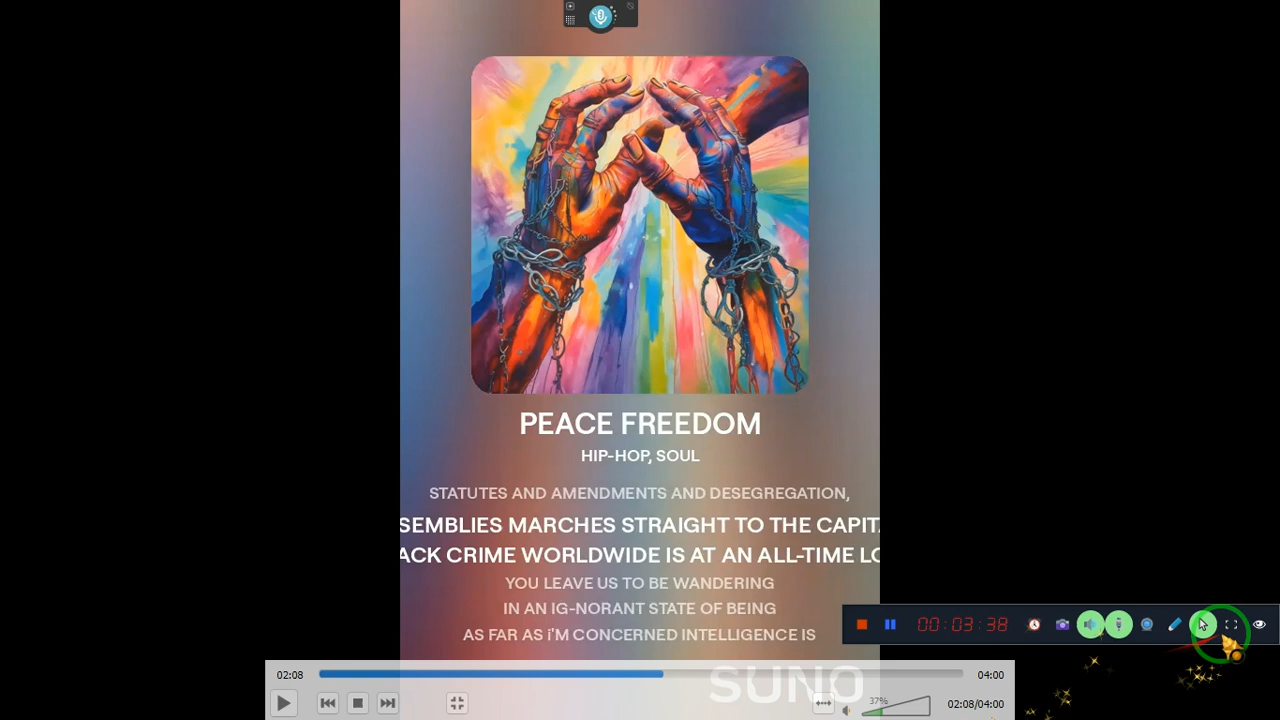 PEACE FREEDOM
HIP-HOP, SOUL
STATUTES AND AMENDMENTS AND DESEGREGATION,
SEMBLIES MARCHES STRAIGHT TO THE CAPIT
ACK CRIME WORLDWIDE IS AT AN ALL-TIME LO
YOU LEAVE US TO BE WANDERING
IN AN IG-NORANT STATE OF BEING
AS FAR AS i'M CONCERNED INTELLIGENCE IS
00:03:38
02:08
04:00
SUNO
37%
02:08/04:00